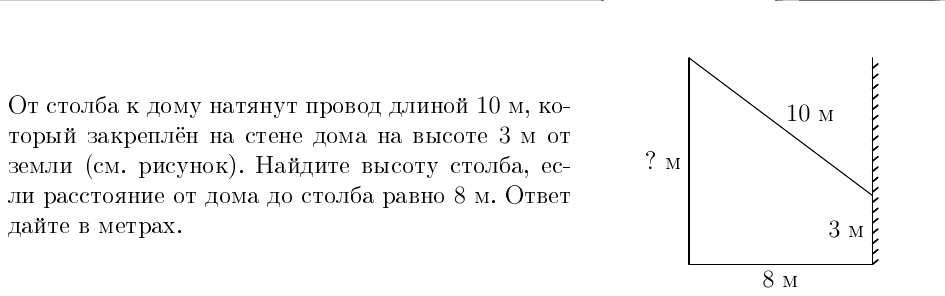 От столба к дому натянут провод длиной 10 м, ко-
торый закреплён на стене дома на высоте 3 м от
земли (см. рисунок). Найдите высоту столба, ес-
ли расстояние от дома до столба равно 8 м. Ответ
дайте в метрах.
10 м
? м
3 м
8 м